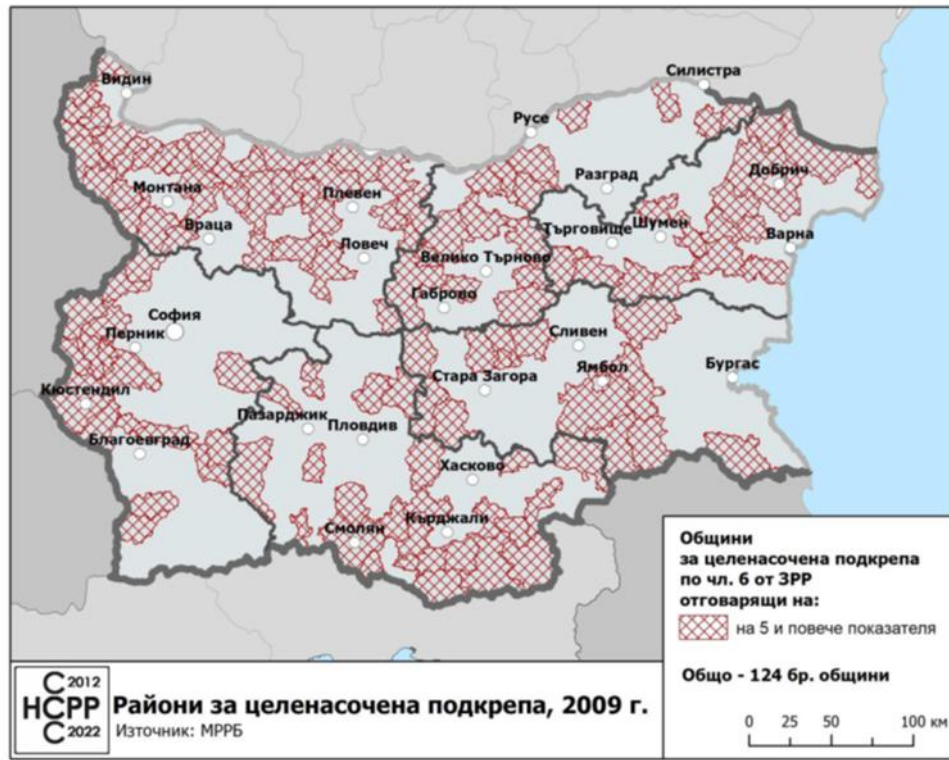 Видин
Силистра
Русе
Монтана
Плевен
Разград
Добрич
Враца
Ловеч
Търговище
Шумен
Варна
Велико Търново
Габрово
София
Перник
Сливен
Стара Загора
Ямбол
Бургас
Кюстендил
Пазарджик
Пловдив
Благоевград
Хасково
Смолян
Кърджали
Общини
за целенасочена подкрепа
по чл. 6 от ЗРР
отговарящи на:
на 5 и повече показателя
Общо - 124 бр. общини
0 25 50 100 км
С 2012
НСРР
С 2022
Райони за целенасочена подкрепа, 2009 г.
Източник: МРРБ